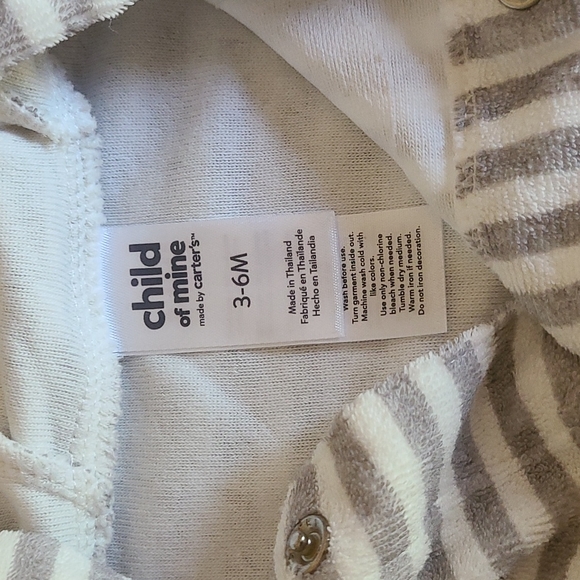 child
of mine
made by carter's™
3-6M
Made in Thailand
Fabriqué en Thaïlande
Hecho en Tailandia
Wash before use.
Turn garment inside out.
Machine wash cold with
like colors.
Use only non-chlorine
bleach when needed.
Tumble dry medium.
Warm iron if needed.
Do not iron decoration.